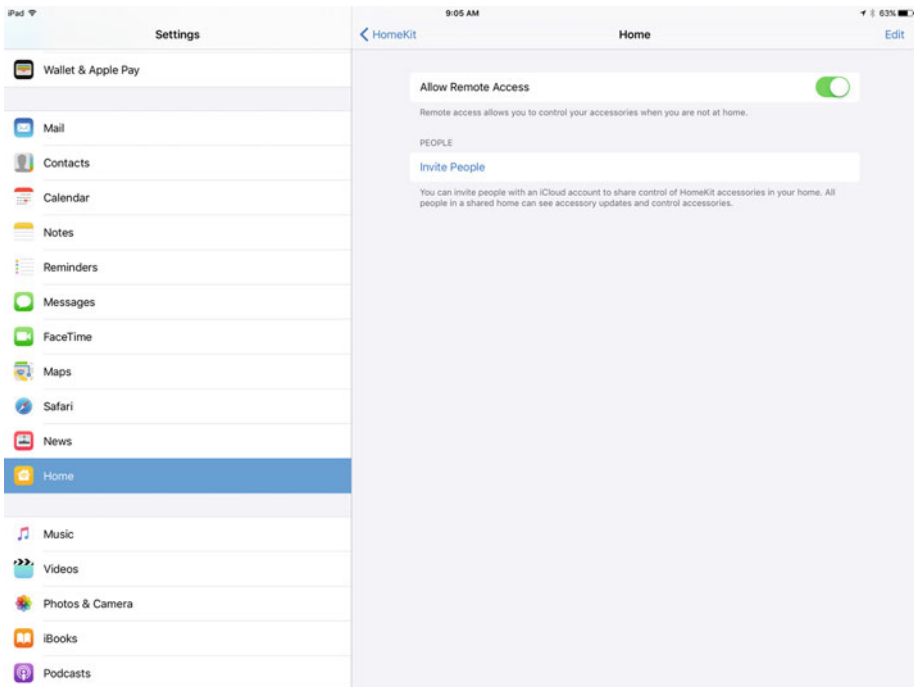 iPad
9:05 AM
63%
Settings
HomeKit
Home
Edit
Wallet & Apple Pay
Mail
Contacts
Calendar
Notes
Reminders
Messages
FaceTime
Maps
Safari
News
Home
Music
Videos
Photos & Camera
iBooks
Podcasts
Allow Remote Access
Remote access allows you to control your accessories when you are not at home.
PEOPLE
Invite People
You can invite people with an iCloud account to share control of HomeKit accessories in your home. All
people in a shared home can see accessory updates and control accessories.